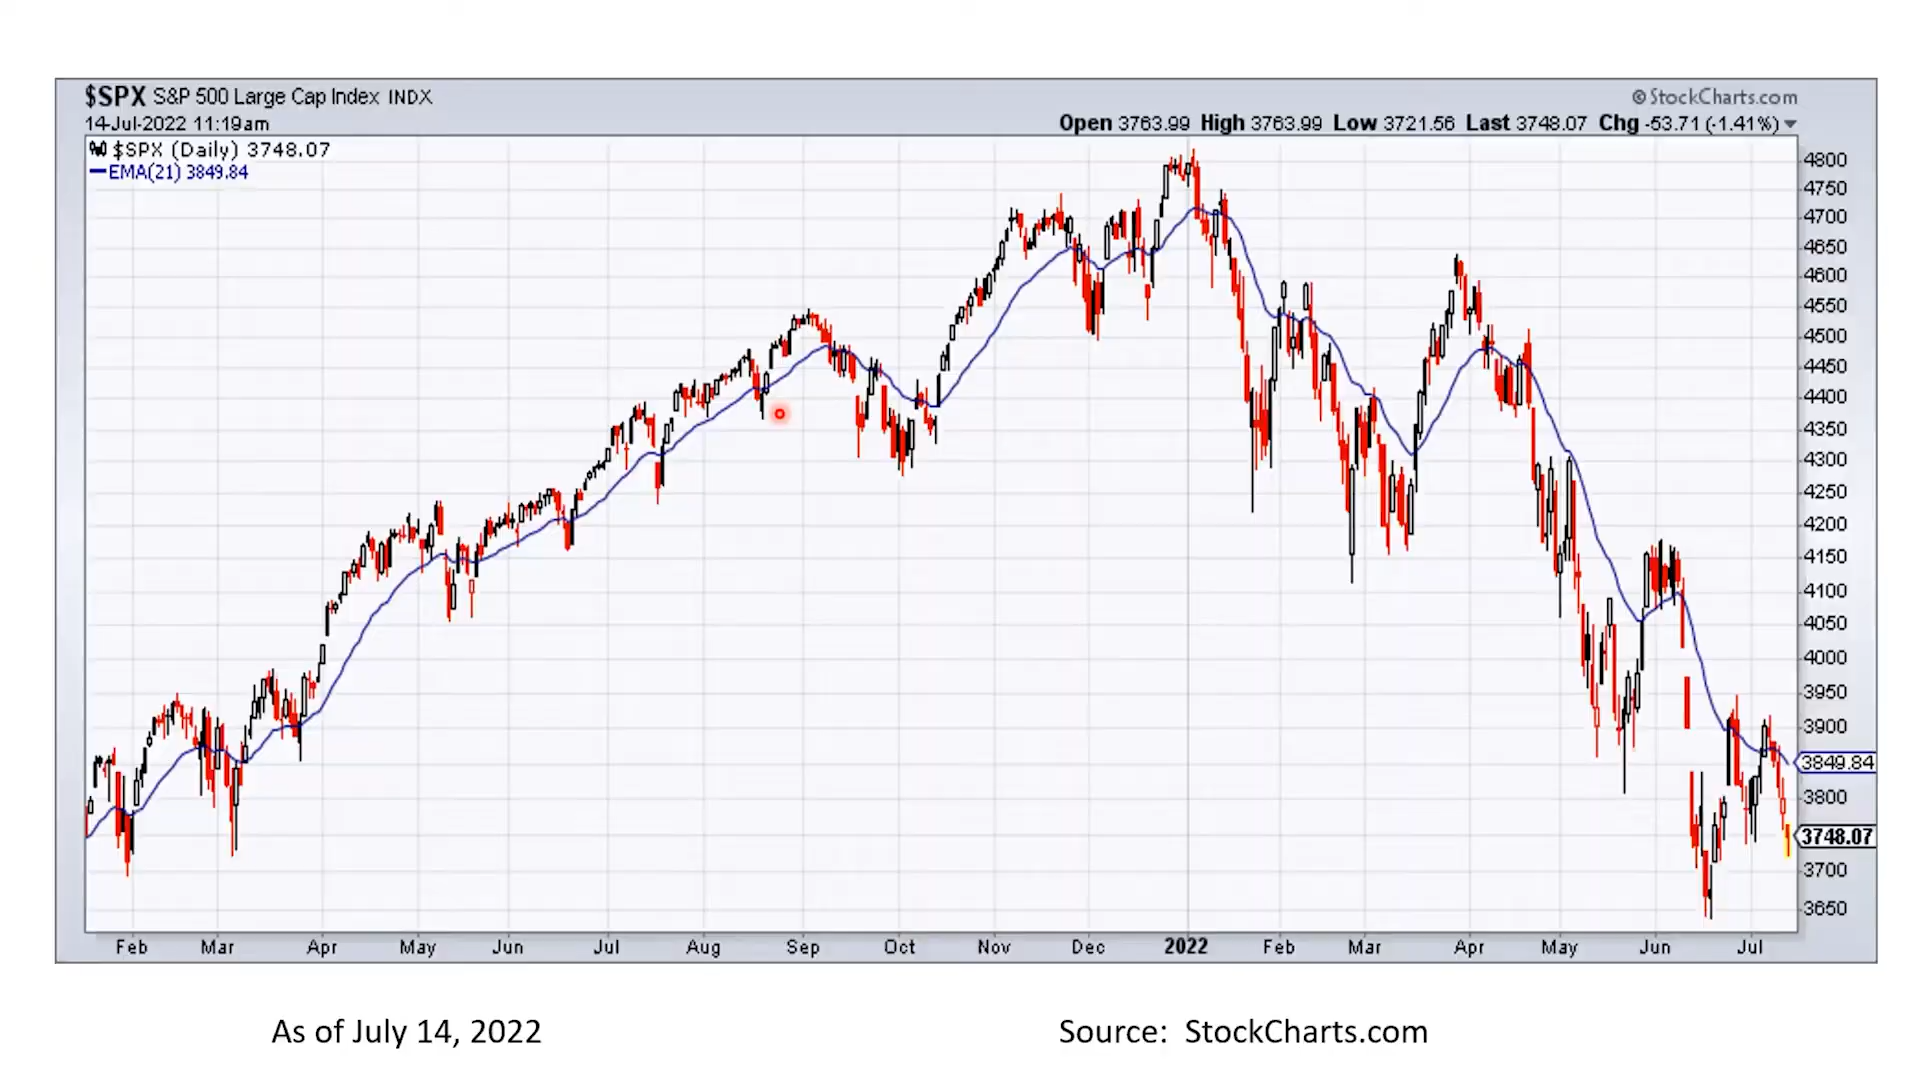 $SPX S&P 500 Large Cap Index INDX
© StockCharts.com
14-Jul-2022 11:19am
Open 3763.99 High 3763.99 Low 3721.56 Last 3748.07 Chg -53.71 (-1.41%)
$SPX (Daily) 3748.07
EMA(21) 3849.84
4800
4750
4700
4650
4600
4550
4500
4450
4400
4350
4300
4250
4200
4150
4100
4050
4000
3950
3900
3849.84
3800
3748.07
3700
3650
Feb Mar Apr May Jun Jul Aug Sep Oct Nov Dec 2022 Feb Mar Apr May Jun Jul
As of July 14, 2022
Source: StockCharts.com